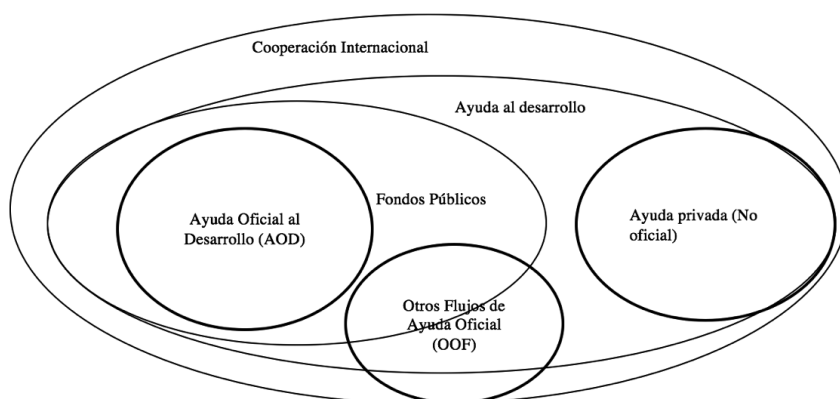 Cooperación Internacional
Ayuda al desarrollo
Fondos Públicos
Ayuda Oficial al
Desarrollo (AOD)
Ayuda privada (No
oficial)
Otros Flujos de
Ayuda Oficial
(OOF)